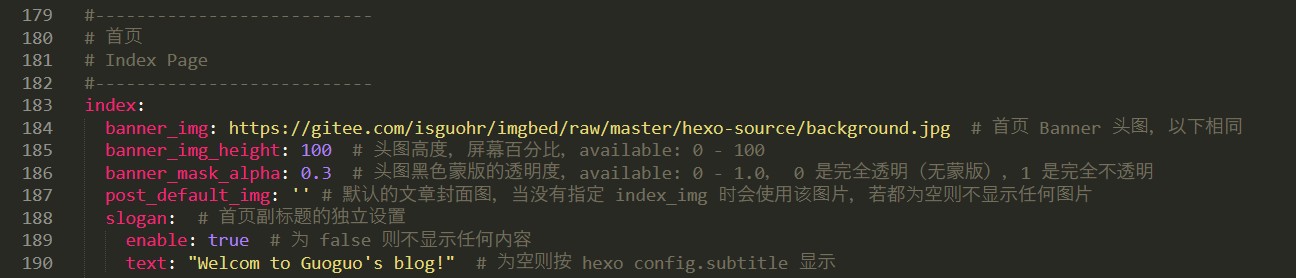 179 #---------------------------
180 # 首页
181 # Index Page
182 #---------------------------
183 index:
184 banner_img: https://gitee.com/isguohr/imgbed/raw/master/hexo-source/background.jpg # 首页 Banner 头图, 以下相同
185 banner_img_height: 100 # 头图高度, 屏幕百分比, available: 0 - 100
186 banner_mask_alpha: 0.3 # 头图黑色蒙版的透明度, available: 0 - 1.0, 0 是完全透明（无蒙版）, 1 是完全不透明
187 post_default_img: '' # 默认的文章封面图, 当没有指定 index_img 时会使用该图片, 若都为空则不显示任何图片
188 slogan: # 首页副标题的独立设置
189 enable: true # 为 false 则不显示任何内容
190 text: "Welcom to Guoguo's blog!" # 为空则按 hexo config.subtitle 显示